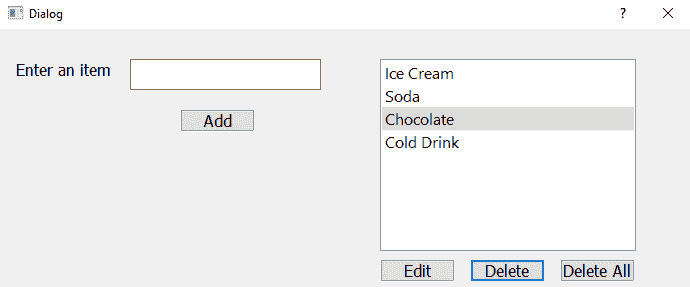 Dialog
?
Enter an item
Add
Ice Cream
Soda
Chocolate
Cold Drink
Edit Delete Delete All